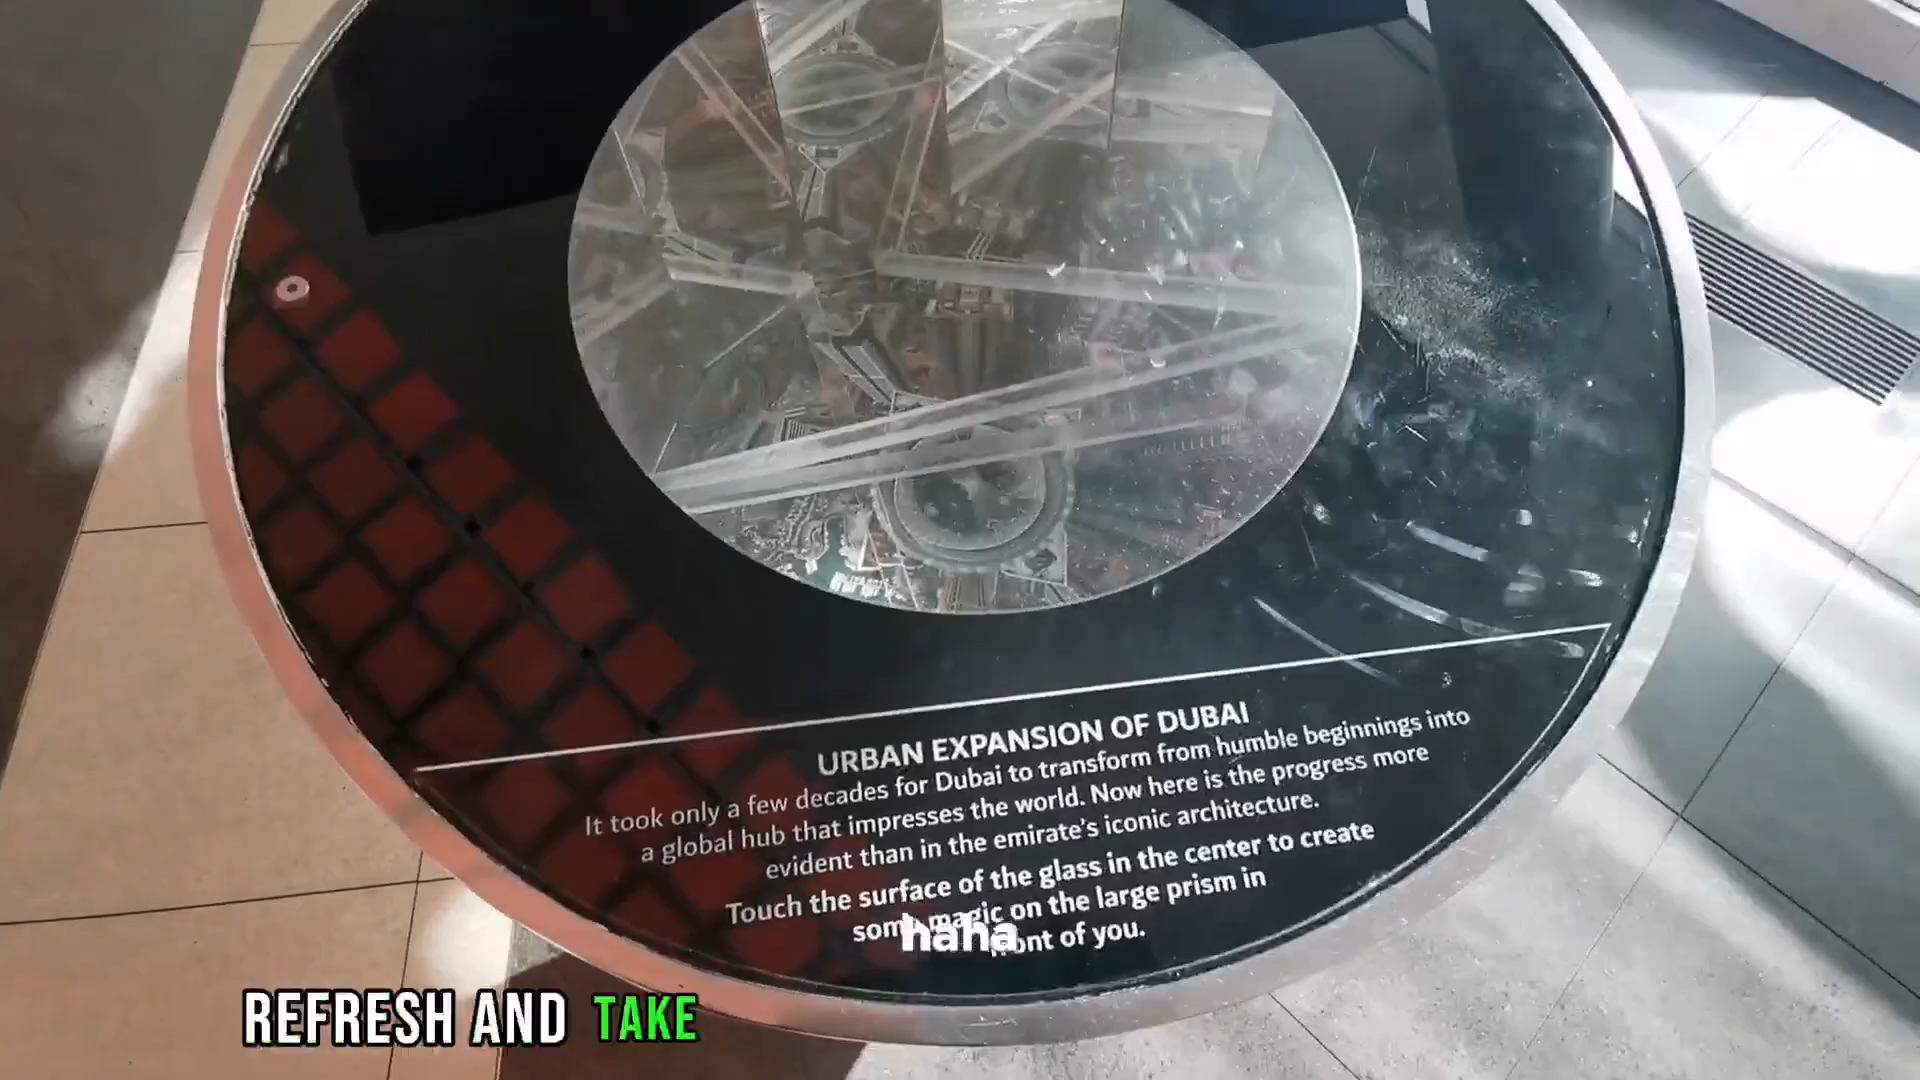 URBAN EXPANSION OF DUBAI
It took only a few decades for Dubai to transform from humble beginnings into
a global hub that impresses the world. Now here is the progress more
evident than in the emirate's iconic architecture.
Touch the surface of the glass in the center to create
some magic on the large prism in
front of you.
haha
REFRESH AND TAKE